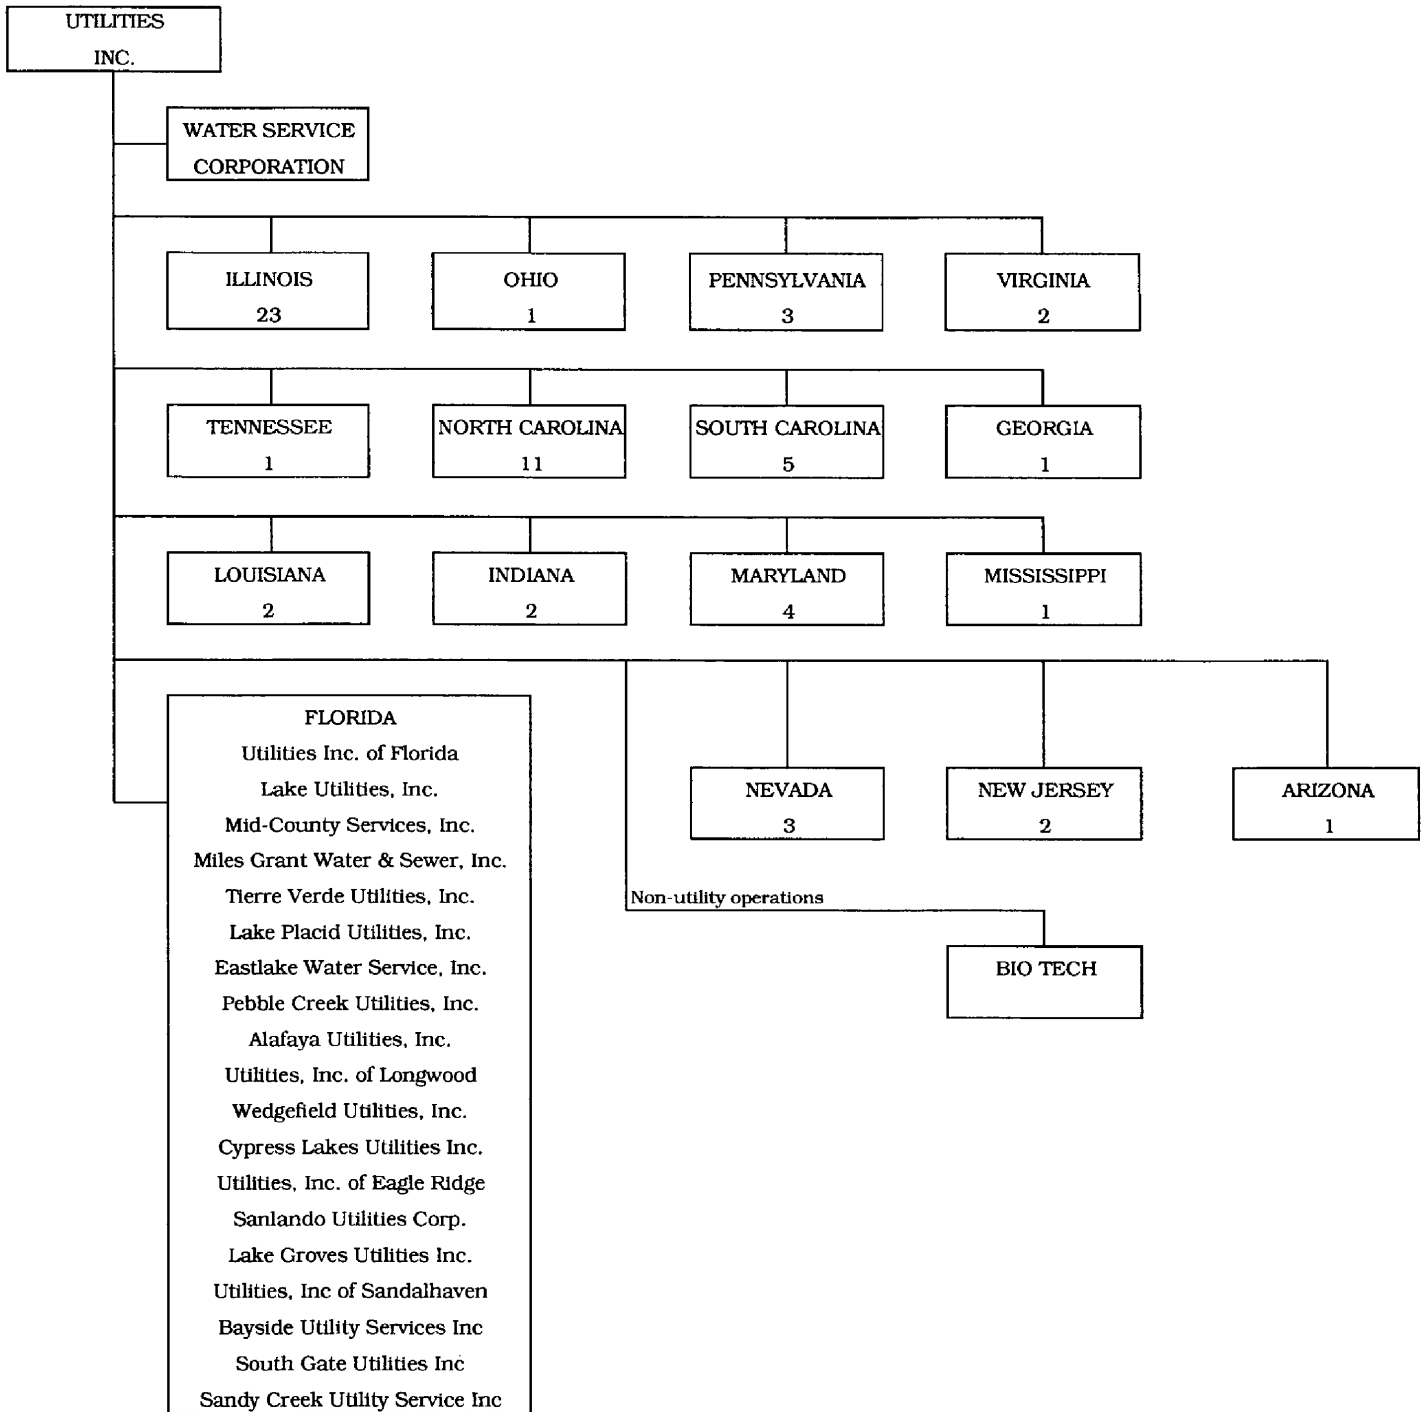 UTILITIES
INC.
WATER SERVICE
CORPORATION
ILLINOIS
23
OHIO
1
PENNSYLVANIA
3
VIRGINIA
2
TENNESSEE
1
NORTH CAROLINA
11
SOUTH CAROLINA
5
GEORGIA
1
LOUISIANA
2
INDIANA
2
MARYLAND
4
MISSISSIPPI
1
FLORIDA
Utilities Inc. of Florida
Lake Utilities, Inc.
Mid-County Services, Inc.
Miles Grant Water & Sewer, Inc.
Tierre Verde Utilities, Inc.
Lake Placid Utilities, Inc.
Eastlake Water Service, Inc.
Pebble Creek Utilities, Inc.
Alafaya Utilities, Inc.
Utilities, Inc. of Longwood
Wedgefield Utilities, Inc.
Cypress Lakes Utilities Inc.
Utilities, Inc. of Eagle Ridge
Sanlando Utilities Corp.
Lake Groves Utilities Inc.
Utilities, Inc of Sandalhaven
Bayside Utility Services Inc
South Gate Utilities Inc
Sandy Creek Utility Service Inc
NEVADA
3
NEW JERSEY
2
ARIZONA
1
Non-utility operations
BIO TECH